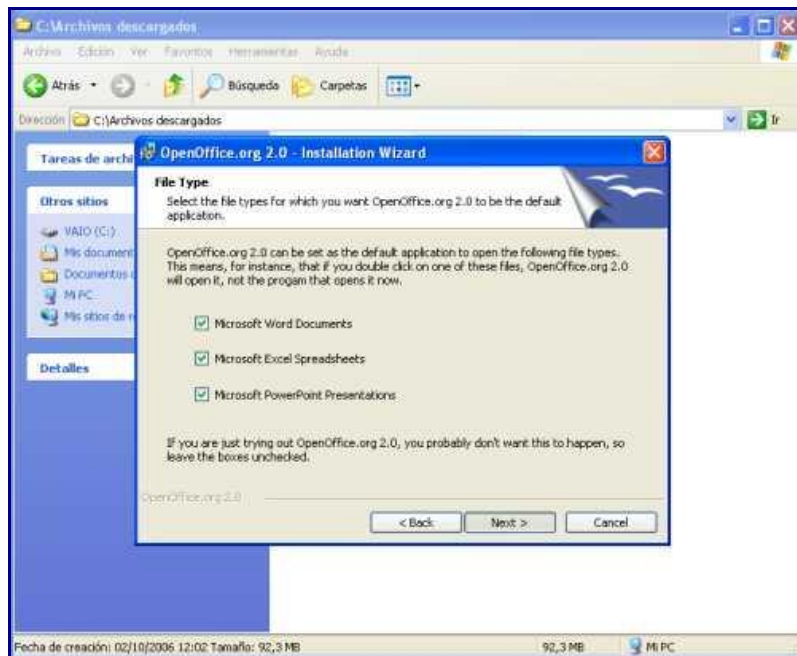 C:\Archivos descargados
Archivo Edición Ver Favoritos Herramientas Ayuda
Atrás Búsqueda Carpetas
Dirección C:\Archivos descargados Ir
Tareas de archi
Otros sitios
VAIO (C:)
Mis document
Documentos
Mi PC
Mis sitios de
Detalles
OpenOffice.org 2.0 - Installation Wizard
File Type
Select the file types for which you want OpenOffice.org 2.0 to be the default
application.
OpenOffice.org 2.0 can be set as the default application to open the following file types.
This means, for instance, that if you double click on one of these files, OpenOffice.org 2.0
will open it, not the progam that opens it now.
Microsoft Word Documents
Microsoft Excel Spreadsheets
Microsoft PowerPoint Presentations
If you are just trying out OpenOffice.org 2.0, you probably don't want this to happen, so
leave the boxes unchecked.
OpenOffice.org 2.0
< Back Next > Cancel
Fecha de creación: 02/10/2006 12:02 Tamaño: 92,3 MB 92,3 MB Mi PC